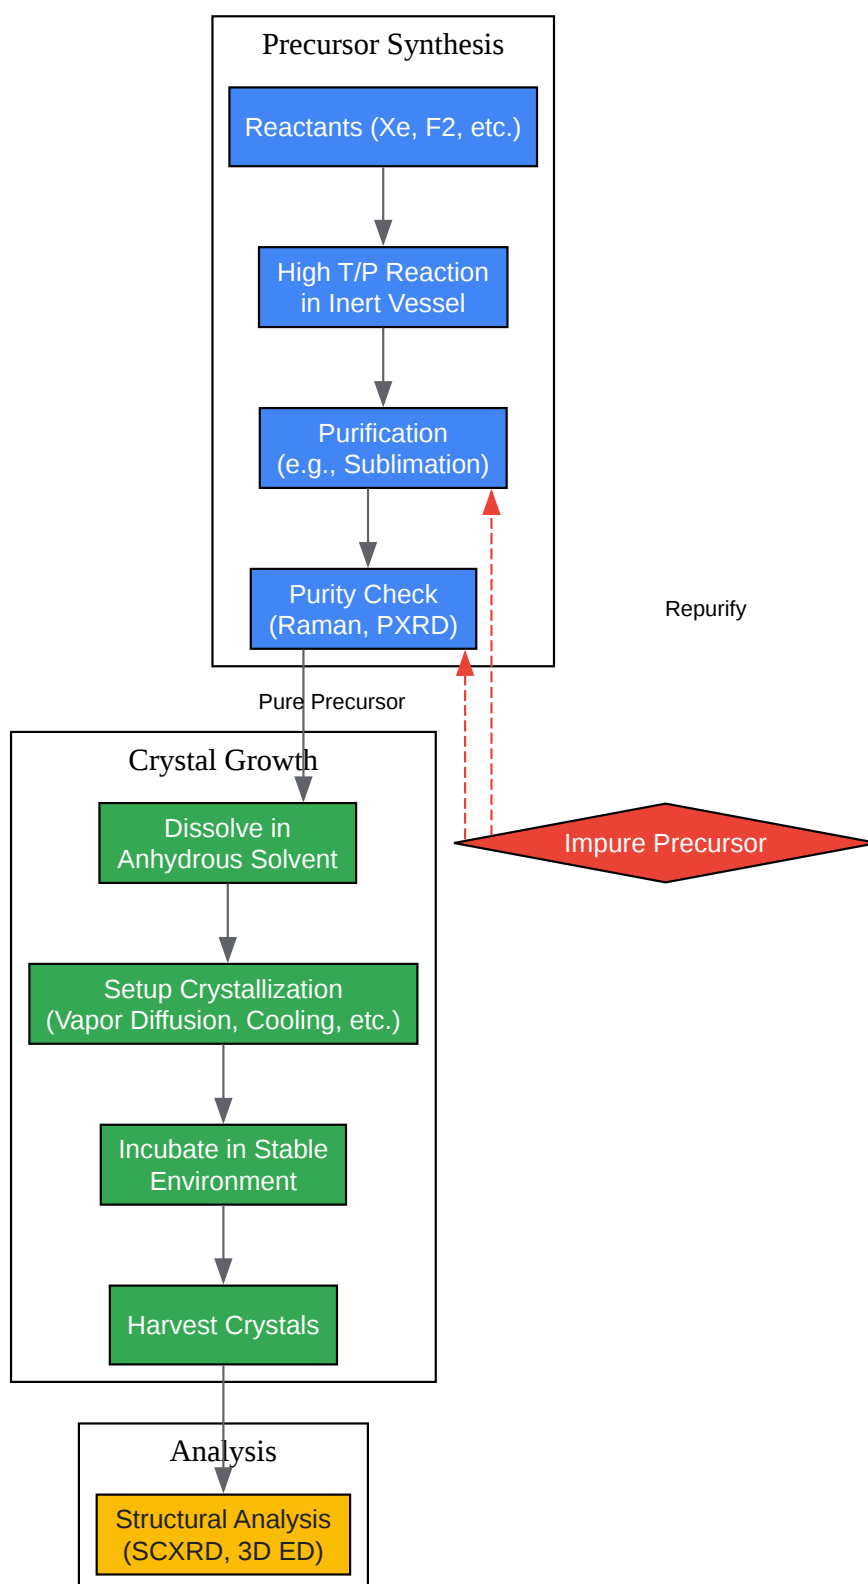 Precursor Synthesis
Reactants (Xe, F2, etc.)
High T/P Reaction
in Inert Vessel
Purification
(e.g., Sublimation)
Purity Check
(Raman, PXRD)
Repurify
Pure Precursor
Crystal Growth
Dissolve in
Anhydrous Solvent
Impure Precursor
Setup Crystallization
(Vapor Diffusion, Cooling, etc.)
Incubate in Stable
Environment
Harvest Crystals
Analysis
Structural Analysis
(SCXRD, 3D ED)